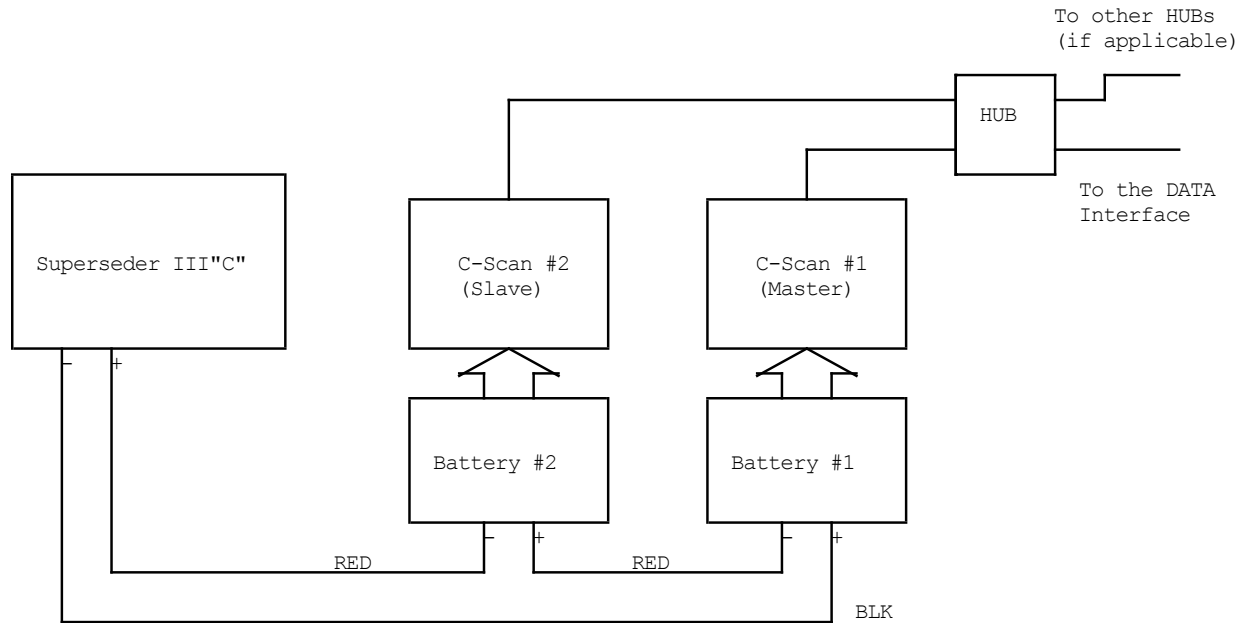 To other HUBs
(if applicable)
HUB
To the DATA
Interface
Superseder III"C"
C-Scan #2
(Slave)
C-Scan #1
(Master)
- +
Battery #2
Battery #1
- + - +
RED
RED
BLK